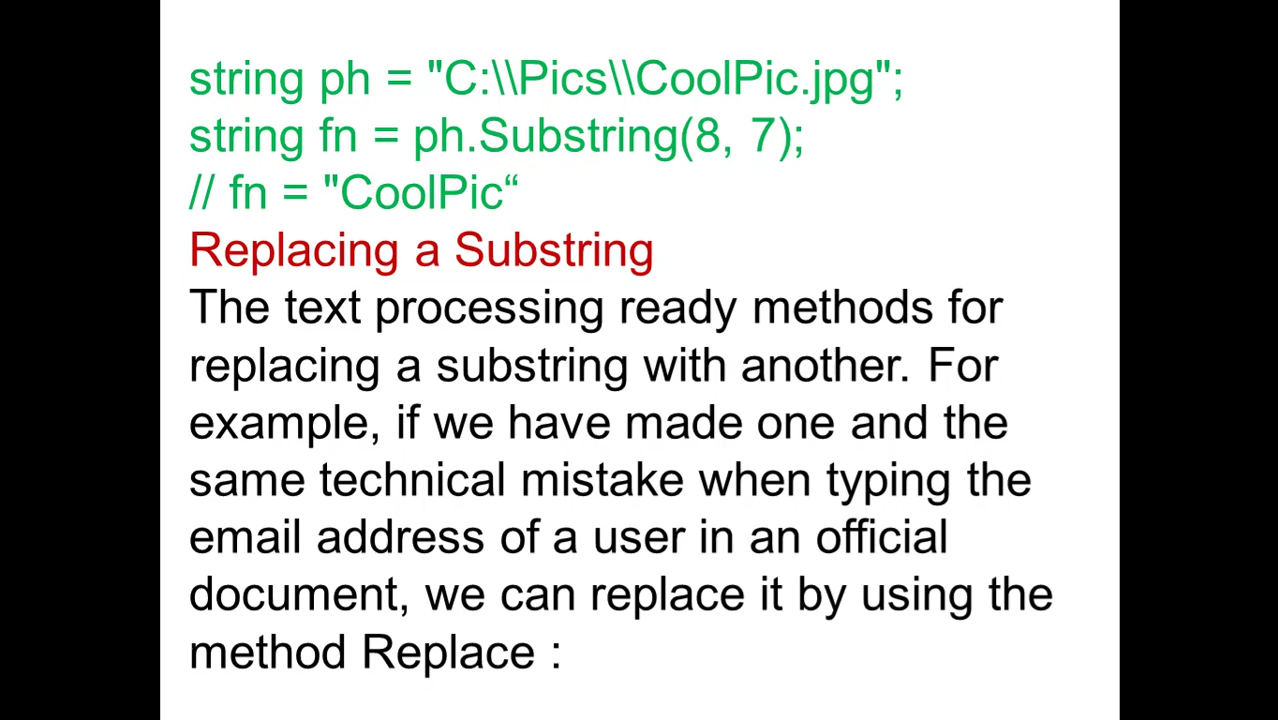 string ph = "C:\\Pics\\CoolPic.jpg";
string fn = ph.Substring(8, 7);
// fn = "CoolPic“
Replacing a Substring
The text processing ready methods for
replacing a substring with another. For
example, if we have made one and the
same technical mistake when typing the
email address of a user in an official
document, we can replace it by using the
method Replace :